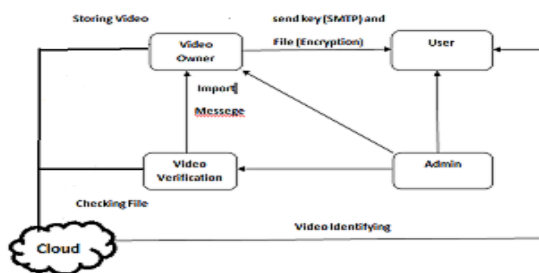 Storing Video
send key (SMTP) and
File (Encryption)
Video
Owner
User
Import
Messege
Video
Verification
Admin
Checking File
Video Identifying
Cloud